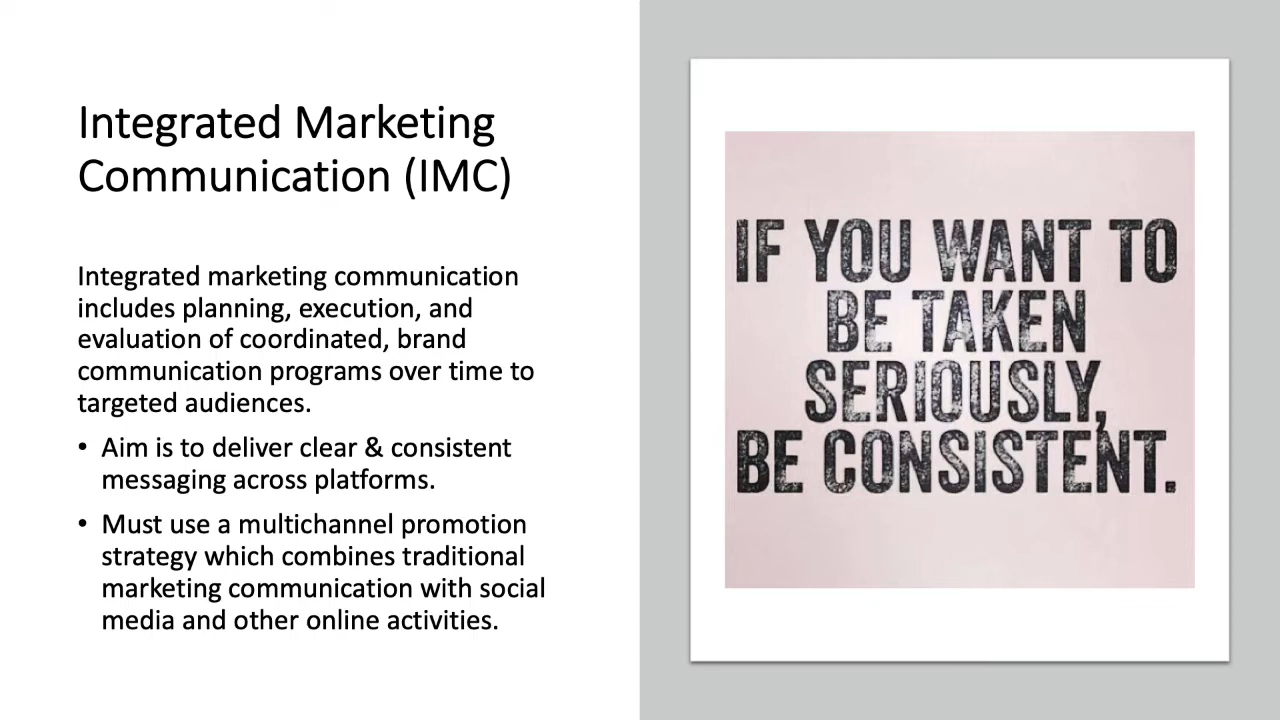 Integrated Marketing
Communication (IMC)
Integrated marketing communication
includes planning, execution, and
evaluation of coordinated, brand
communication programs over time to
targeted audiences.
• Aim is to deliver clear & consistent
messaging across platforms.
• Must use a multichannel promotion
strategy which combines traditional
marketing communication with social
media and other online activities.
IF YOU WANT TO
BE TAKEN
SERIOUSLY,
BE CONSISTENT.